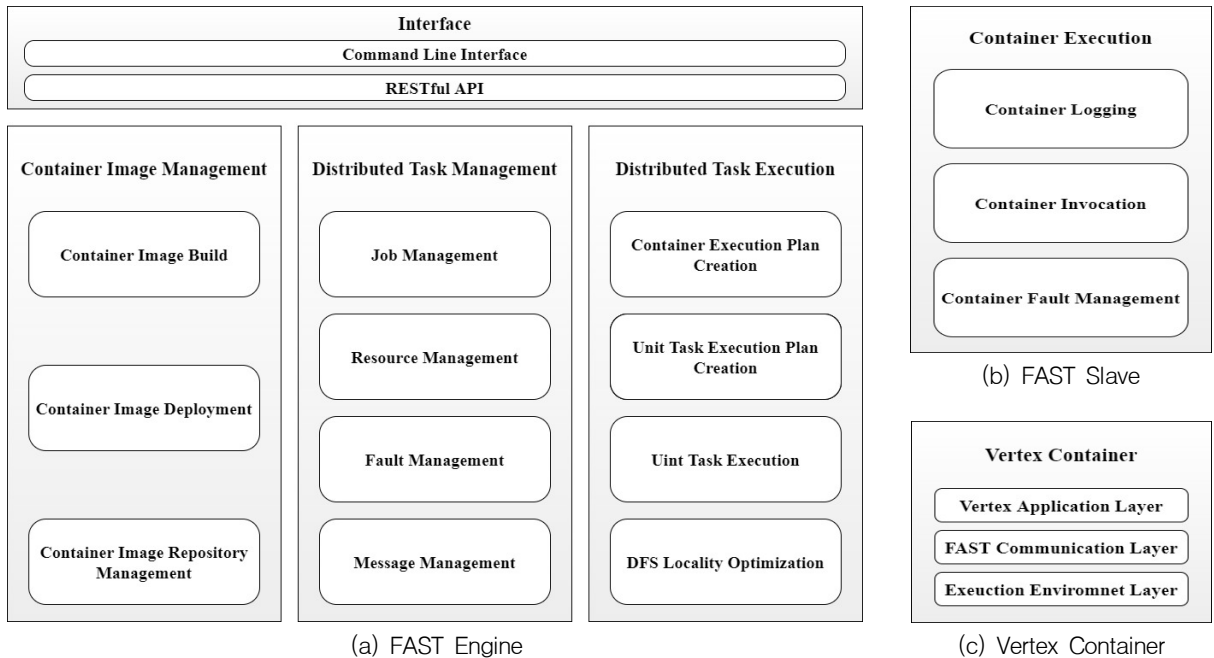 Interface
Command Line Interface
RESTful API
Container Image Management
Container Image Build
Container Image Deployment
Container Image Repository
Management
Distributed Task Management
Job Management
Resource Management
Fault Management
Message Management
Distributed Task Execution
Container Execution Plan
Creation
Unit Task Execution Plan
Creation
Uint Task Execution
DFS Locality Optimization
(a) FAST Engine
Container Execution
Container Logging
Container Invocation
Container Fault Management
(b) FAST Slave
Vertex Container
Vertex Application Layer
FAST Communication Layer
Exeuction Enviromnet Layer
(c) Vertex Container